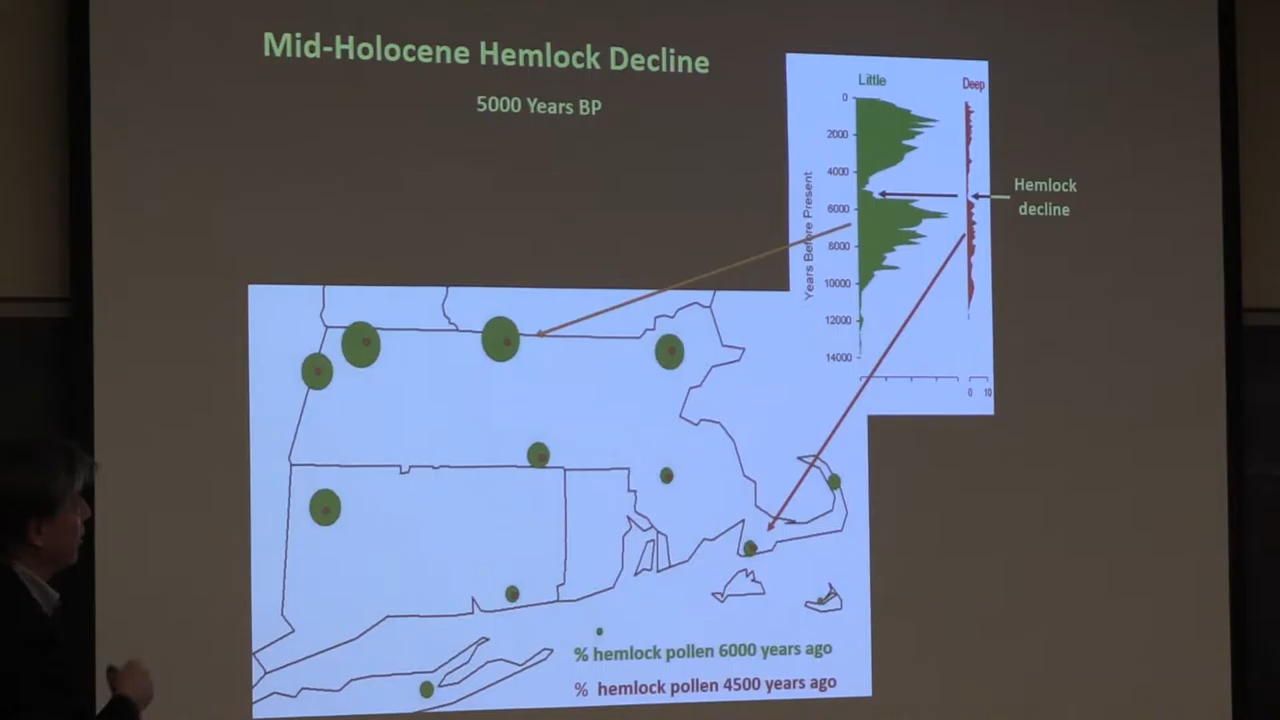 Mid-Holocene Hemlock Decline
5000 Years BP
Little
Deep
0
2000
4000
6000
8000
10000
12000
14000
Years Before Present
0 10
Hemlock
decline
% hemlock pollen 6000 years ago
% hemlock pollen 4500 years ago